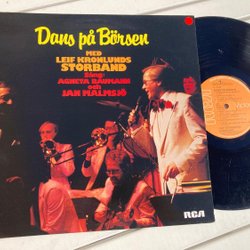 Dans på Börsen
MED
LEIF KRONLUNDS
STORBAND
Sång:
AGNETA BAUMANN
och
JAN MALMSJÖ
RCA